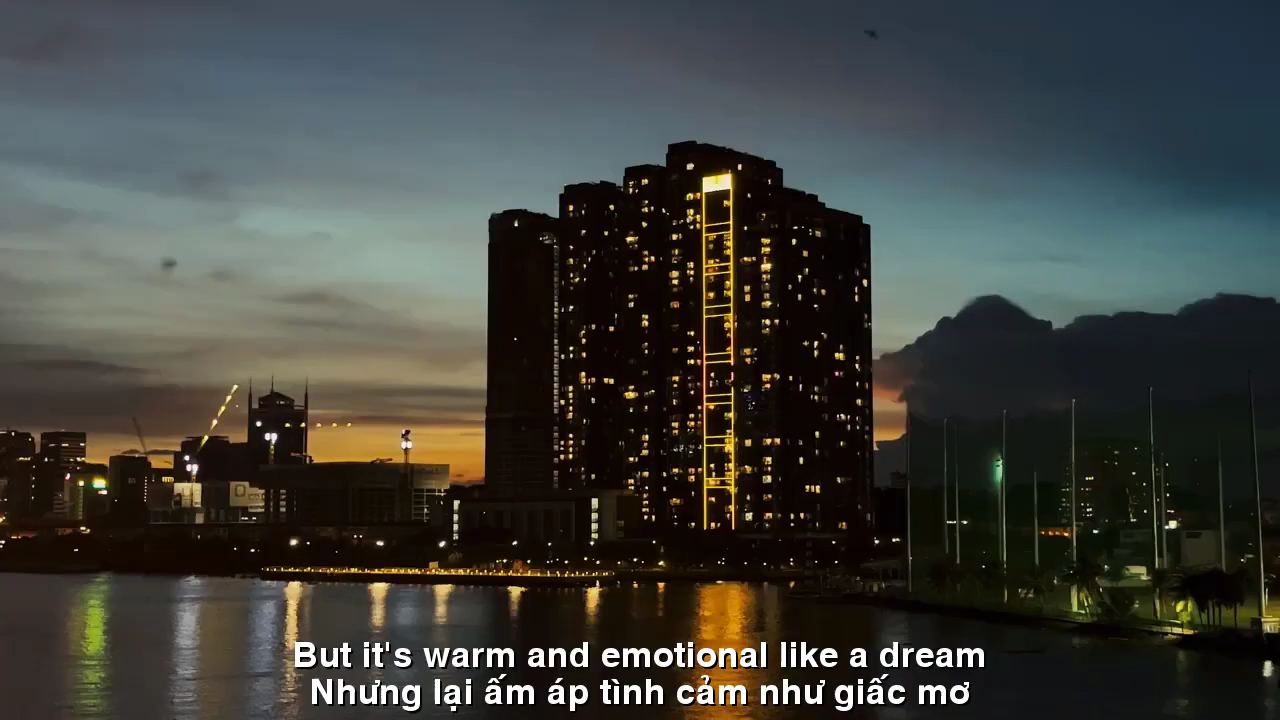 But it's warm and emotional like a dream
Nhưng lại ấm áp tình cảm như giấc mơ